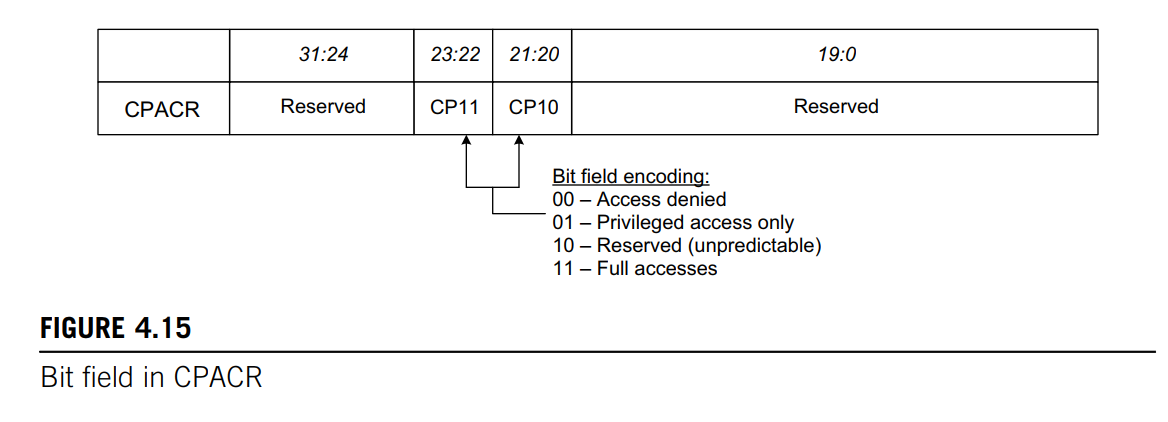 31:24 23:22 21:20 19:0
CPACR Reserved CP11 CP10 Reserved
Bit field encoding:
00 – Access denied
01 – Privileged access only
10 – Reserved (unpredictable)
11 – Full accesses
FIGURE 4.15
Bit field in CPACR